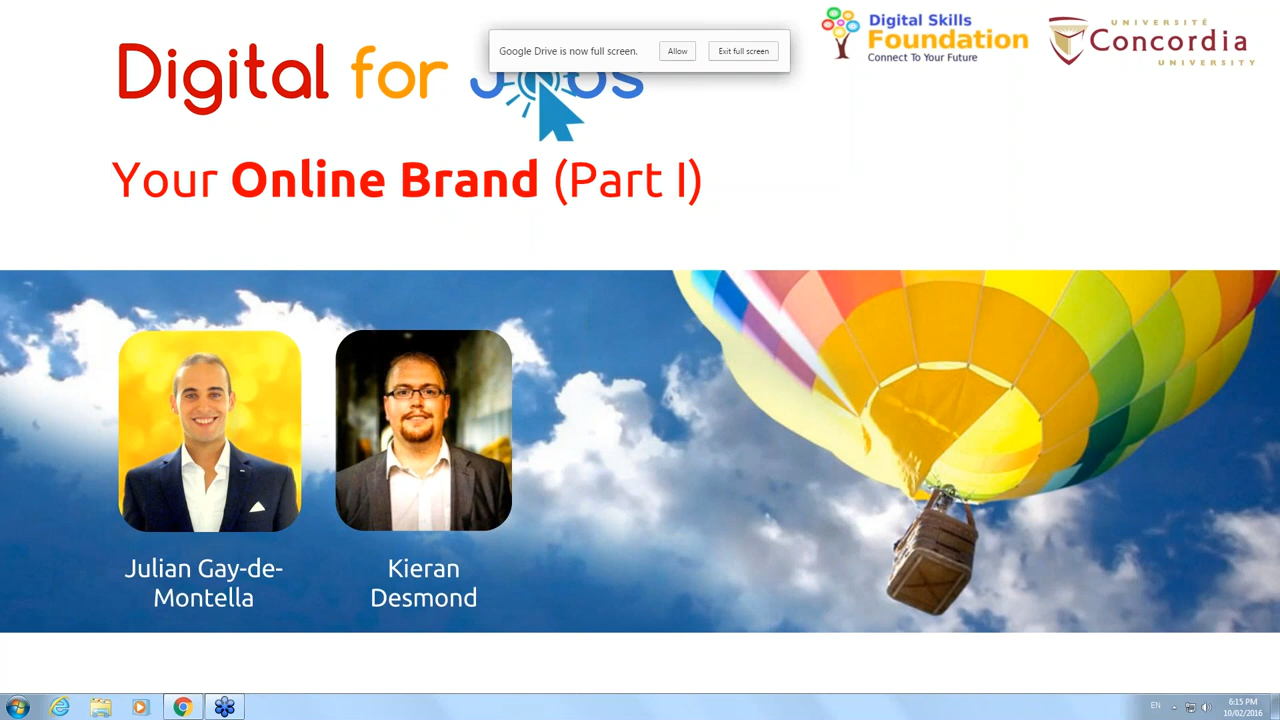 Google Drive is now full screen. Allow Exit full screen
Digital for Jobs
Digital Skills
Foundation
Connect To Your Future
UNIVERSITÉ
Concordia
UNIVERSITY
Your Online Brand (Part I)
Julian Gay-de-
Montella
Kieran
Desmond
EN
6:15 PM
10/02/2016